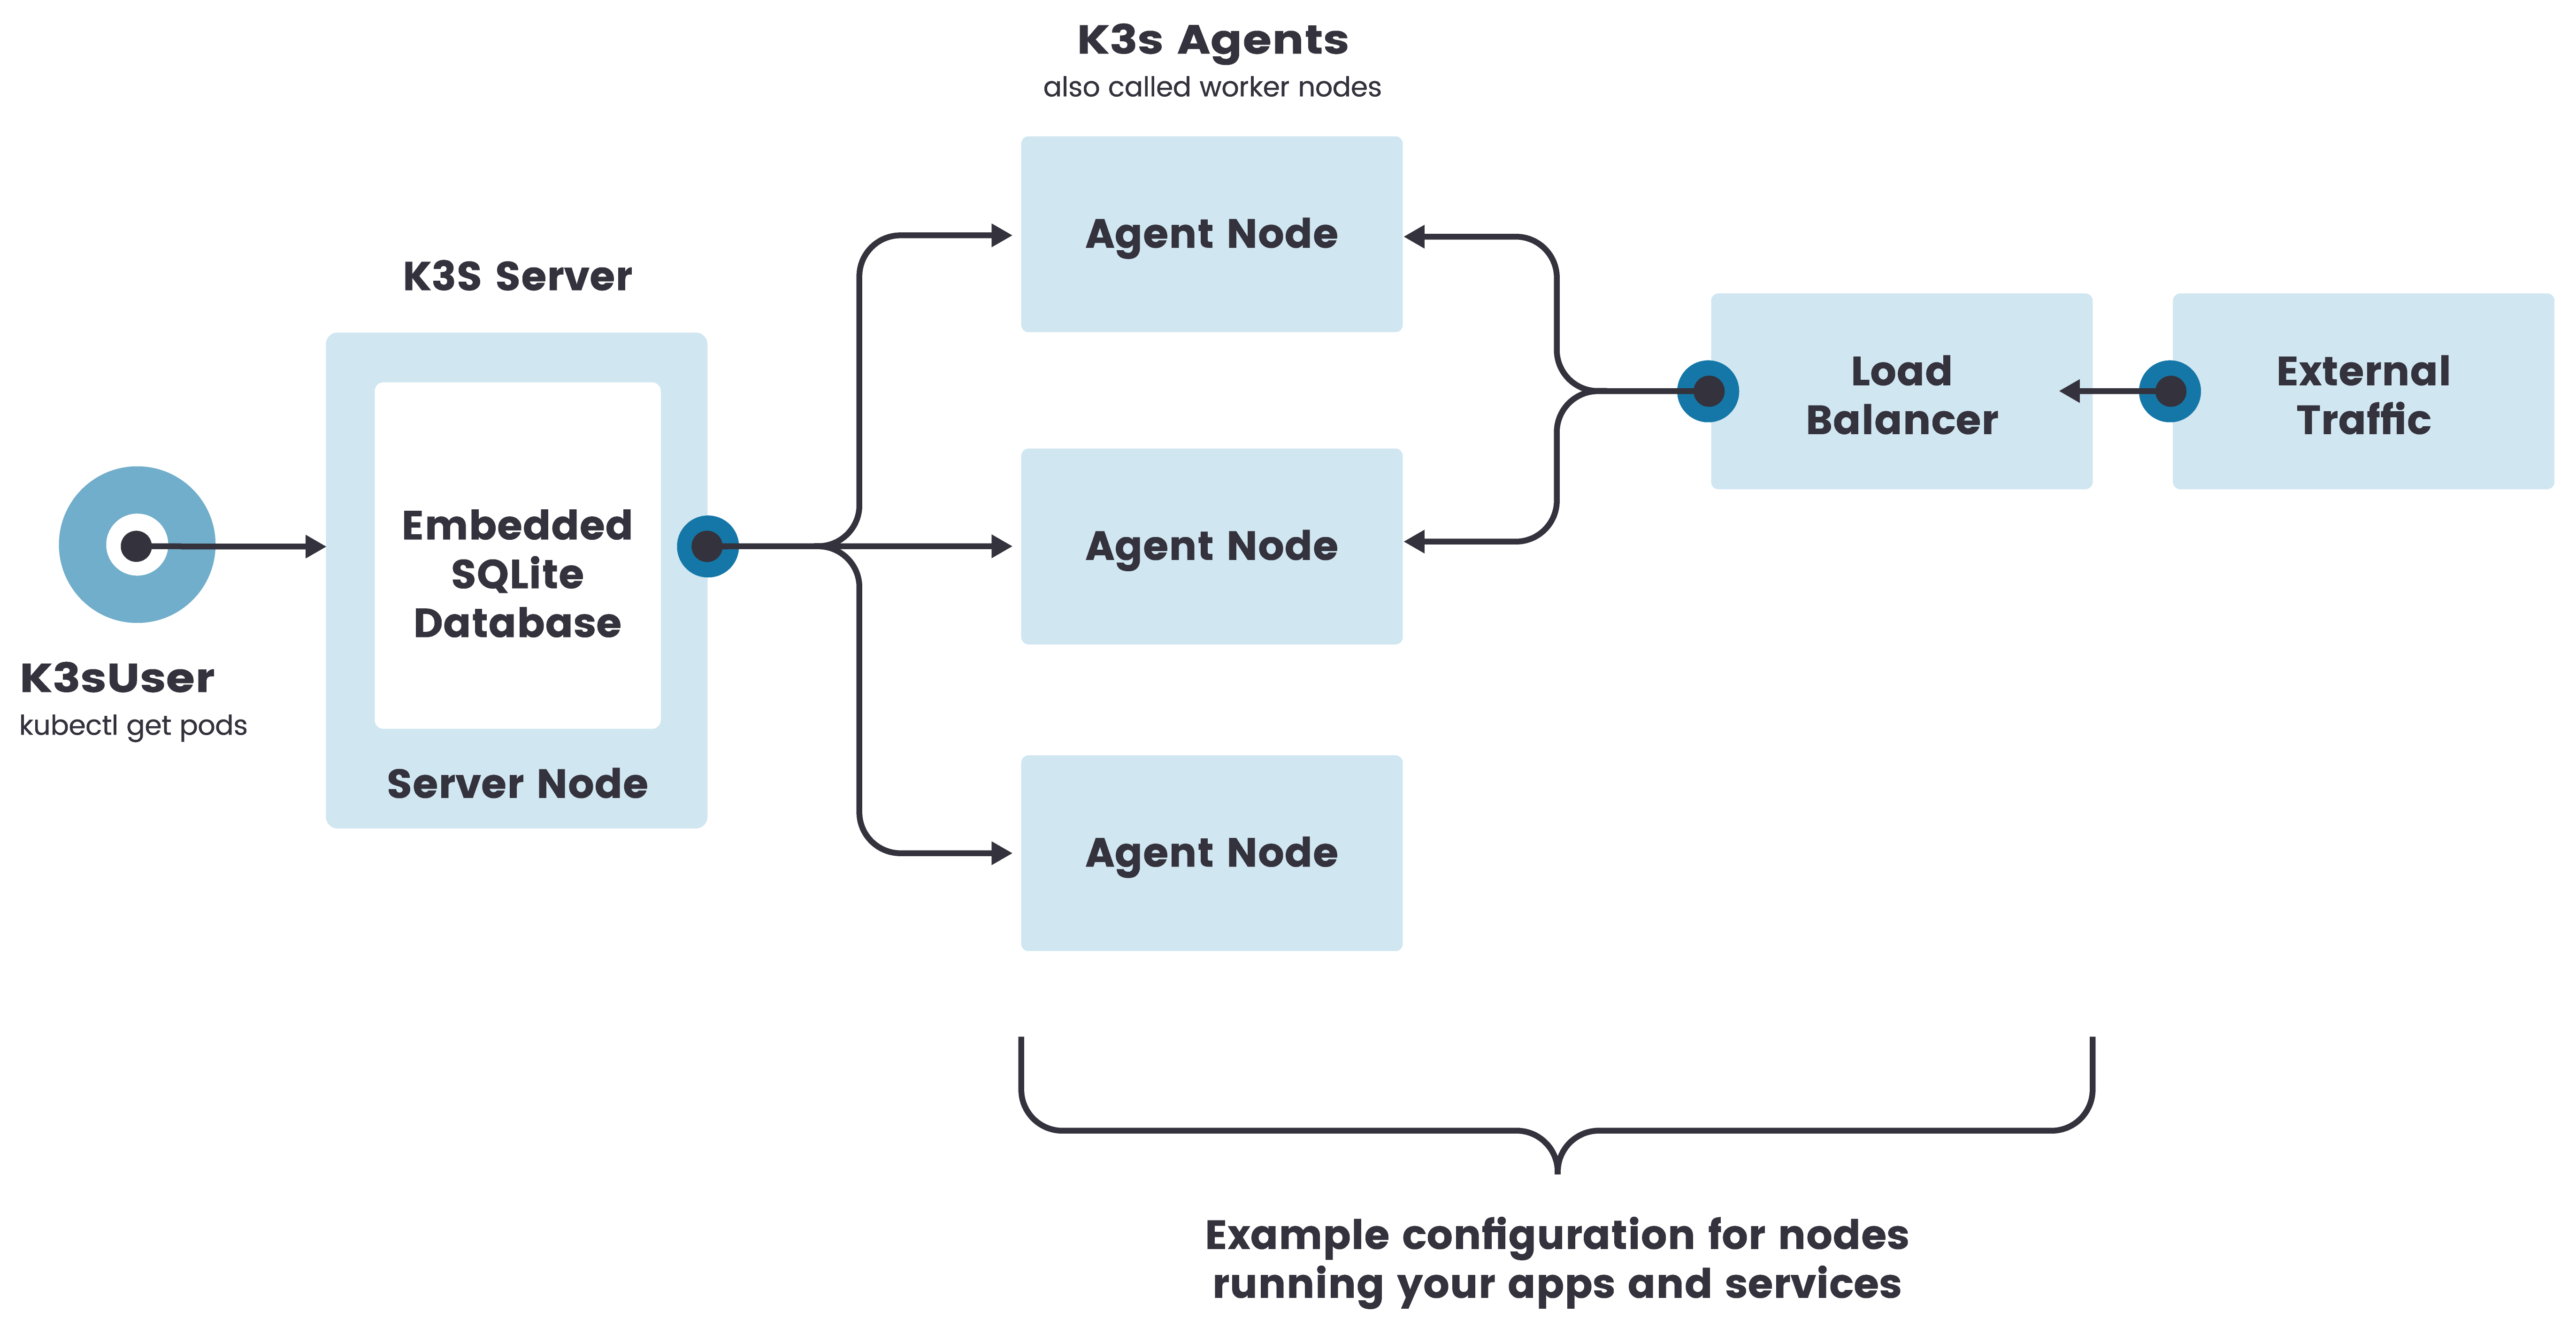 K3s Agents
also called worker nodes
K3S Server
Embedded
SQLite
Database
Server Node
K3sUser
kubectl get pods
Agent Node
Agent Node
Agent Node
Load
Balancer
External
Traffic
Example configuration for nodes
running your apps and services